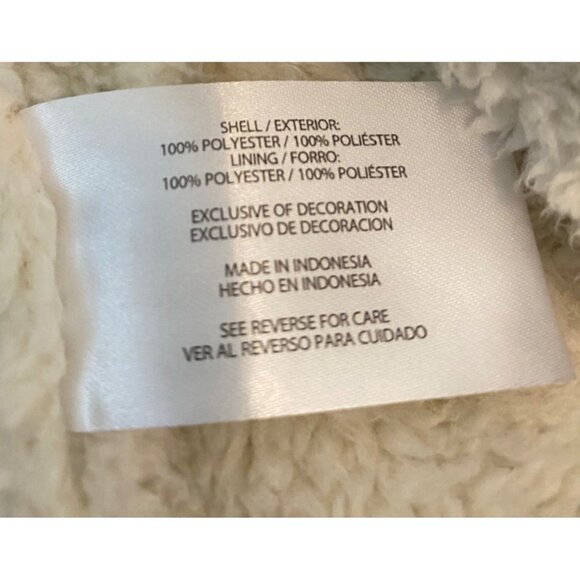 SHELL / EXTERIOR:
100% POLYESTER / 100% POLIÉSTER
LINING / FORRO:
100% POLYESTER / 100% POLIÉSTER
EXCLUSIVE OF DECORATION
EXCLUSIVO DE DECORACION
MADE IN INDONESIA
HECHO EN INDONESIA
SEE REVERSE FOR CARE
VER AL REVERSO PARA CUIDADO